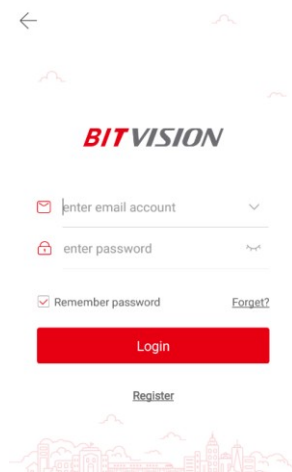 BITVISION
enter email account
enter password
Remember password
Forget?
Login
Register